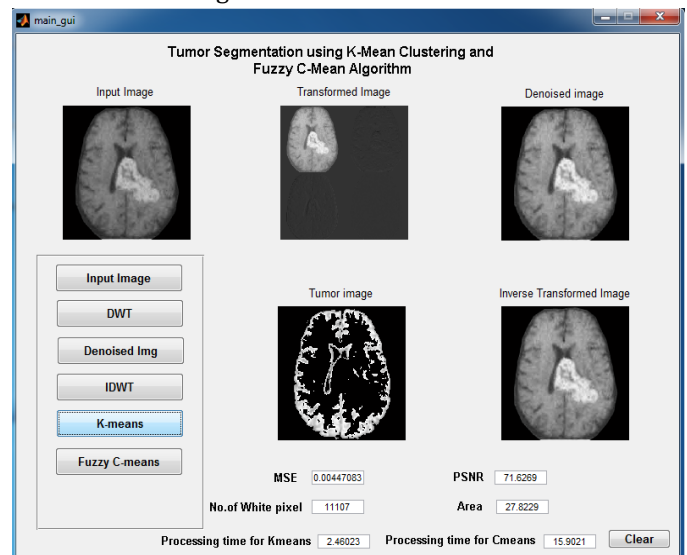 main_gui
Tumor Segmentation using K-Mean Clustering and
Fuzzy C-Mean Algorithm
Input Image
Transformed Image
Denoised image
Input Image
DWT
Denoised Img
IDWT
K-means
Fuzzy C-means
Tumor image
Inverse Transformed Image
MSE 0.00447083 PSNR 71.6269
No.of White pixel 11107 Area 27.8229
Processing time for Kmeans 2.46023 Processing time for Cmeans 15.9021 Clear